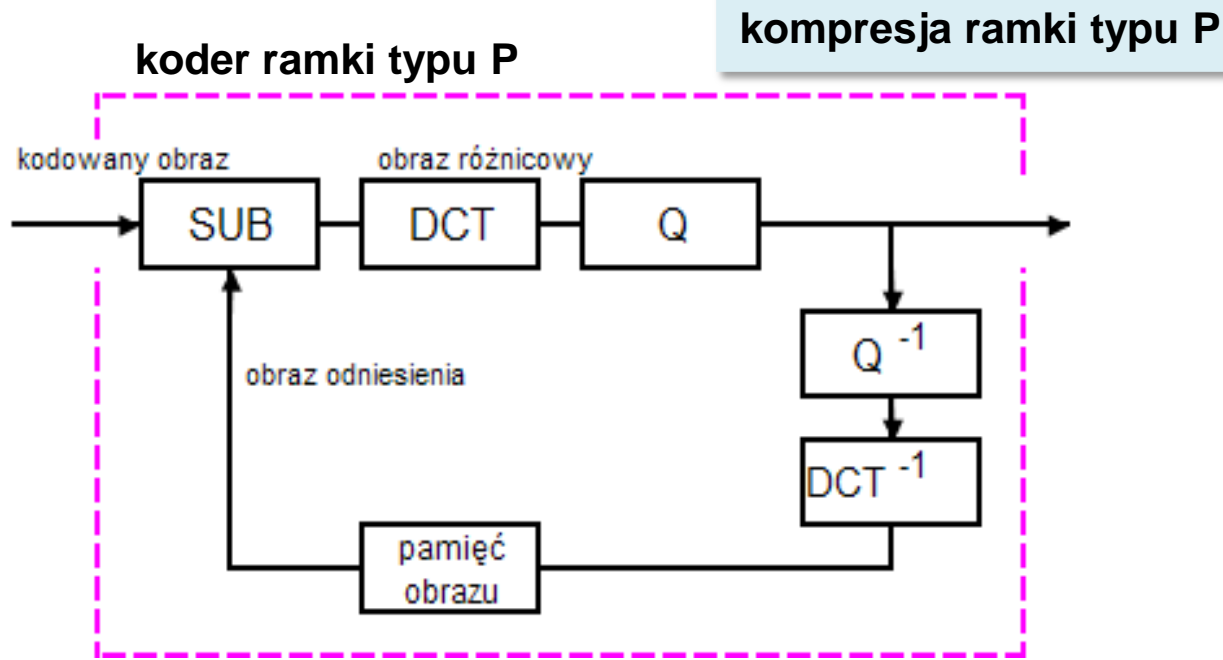 kompresja ramki typu P
koder ramki typu P
kodowany obraz
obraz różnicowy
SUB
DCT
Q
Q -1
obraz odniesienia
DCT -1
pamięć
obrazu